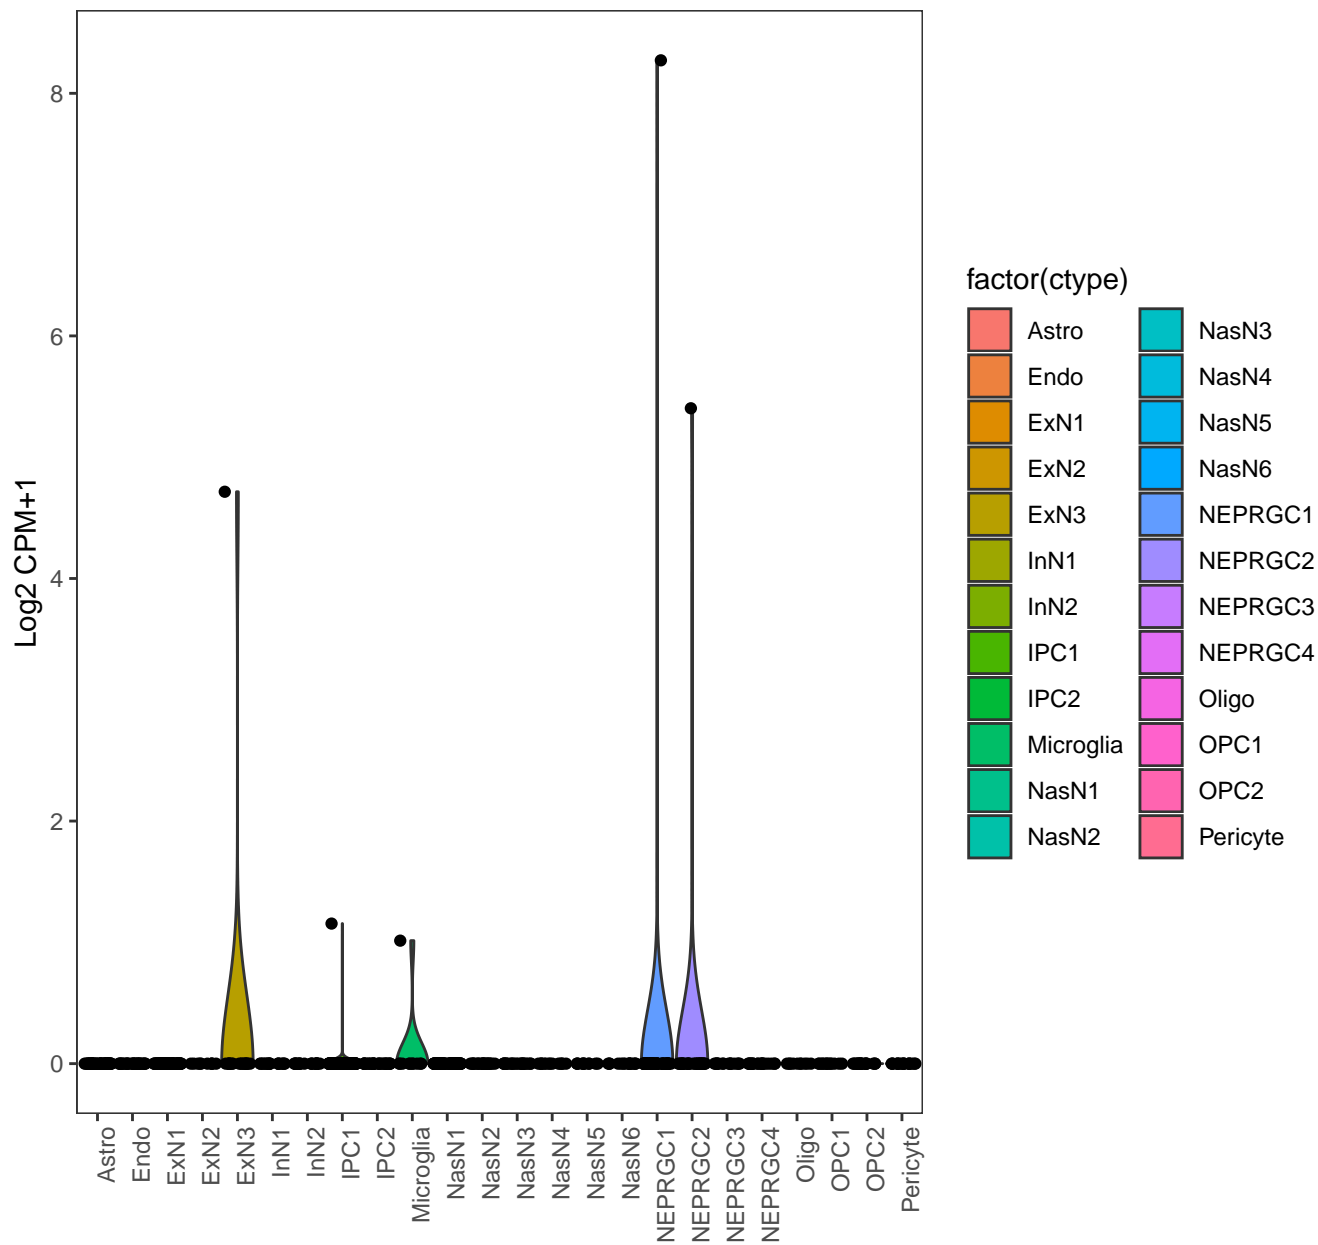 8
6
4
2
0
Log2 CPM+1
Astro
Endo
ExN1
ExN2
ExN3
InN1
InN2
IPC1
IPC2
Microglia
NasN1
NasN2
NasN3
NasN4
NasN5
NasN6
NEPRGC1
NEPRGC2
NEPRGC3
NEPRGC4
Oligo
OPC1
OPC2
Pericyte
factor(ctype)
Astro
Endo
ExN1
ExN2
ExN3
InN1
InN2
IPC1
IPC2
Microglia
NasN1
NasN2
NasN3
NasN4
NasN5
NasN6
NEPRGC1
NEPRGC2
NEPRGC3
NEPRGC4
Oligo
OPC1
OPC2
Pericyte